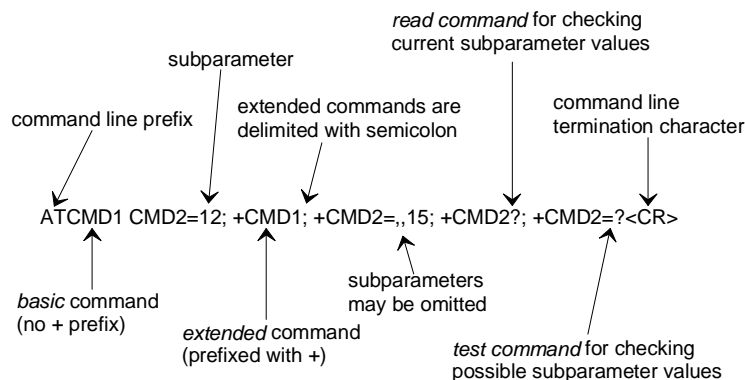 read command for checking
current subparameter values
subparameter
extended commands are
delimited with semicolon
command line
termination character
command line prefix
ATCMD1 CMD2=12; +CMD1; +CMD2=,,15; +CMD2?; +CMD2=?<CR>
subparameters
may be omitted
basic command
(no + prefix)
extended command
(prefixed with +)
test command for checking
possible subparameter values